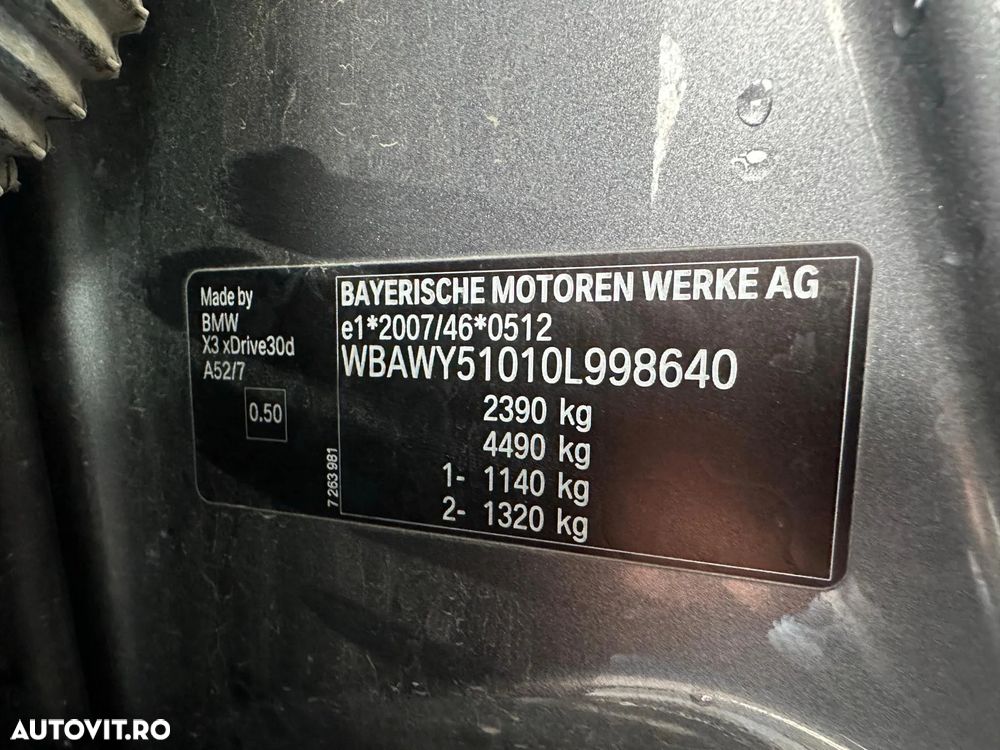 Made by
BMW
X3 xDrive30d
A52/7
0.50
7 263 981
BAYERISCHE MOTOREN WERKE AG
e1*2007/46*0512
WBAWY51010L998640
2390 kg
4490 kg
1- 1140 kg
2- 1320 kg
AUTOVIT.RO